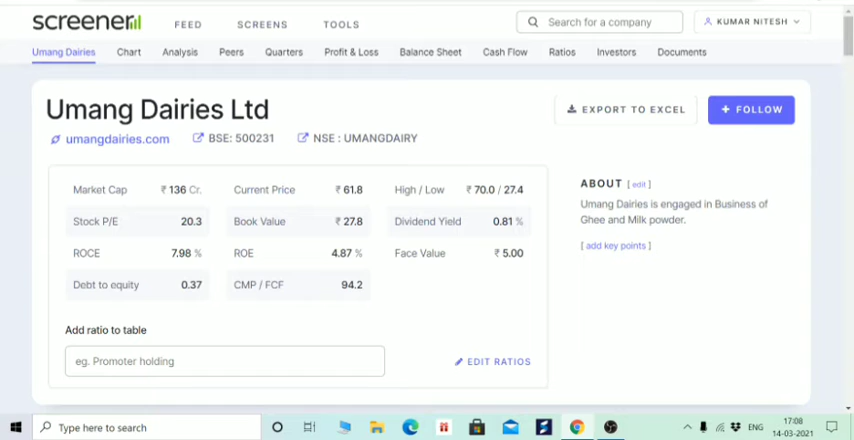 screener
FEED SCREENS TOOLS Search for a company KUMAR NITESH
Umang Dairies Chart Analysis Peers Quarters Profit & Loss Balance Sheet Cash Flow Ratios Investors Documents
Umang Dairies Ltd
EXPORT TO EXCEL + FOLLOW
umangdairies.com BSE: 500231 NSE : UMANGDAIRY
Market Cap ₹ 136 Cr. Current Price ₹ 61.8 High / Low ₹ 70.0 / 27.4
Stock P/E 20.3 Book Value ₹ 27.8 Dividend Yield 0.81 %
ROCE 7.98 % ROE 4.87 % Face Value ₹ 5.00
Debt to equity 0.37 CMP / FCF 94.2
Add ratio to table
eg. Promoter holding
EDIT RATIOS
ABOUT [ edit ]
Umang Dairies is engaged in Business of
Ghee and Milk powder.
[ add key points ]
Type here to search
ENG
17:08
14-03-2021